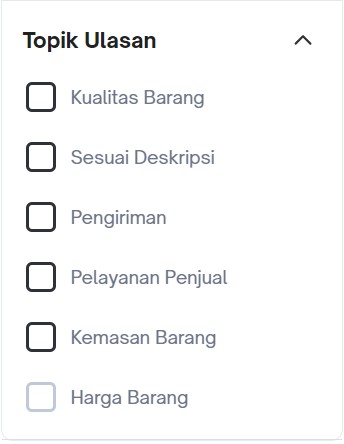 Topik Ulasan
Kualitas Barang
Sesuai Deskripsi
Pengiriman
Pelayanan Penjual
Kemasan Barang
Harga Barang